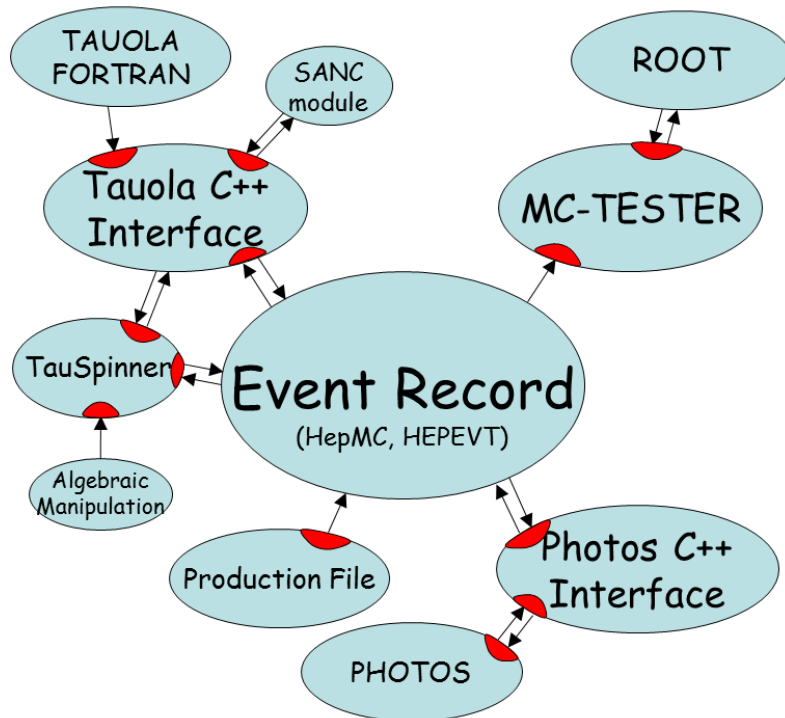 TAUOLA
FORTRAN
SANC
module
ROOT
Tauola C++
Interface
MC-TESTER
TauSpinner
Event Record
(HepMC, HEPEVT)
Algebraic
Manipulation
Production File
Photos C++
Interface
PHOTOS